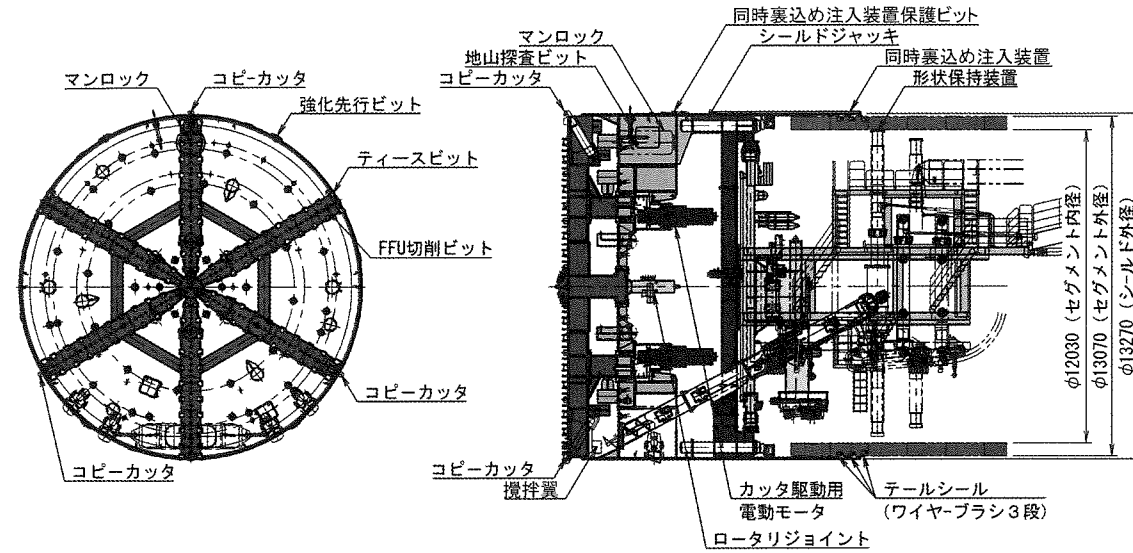 マンロック
コピーカッタ
強化先行ビット
ティースビット
FFU切削ビット
コピーカッタ
コピーカッタ
同時裏込め注入装置保護ビット
マンロック
シールドジャッキ
地山探査ビット
同時裏込め注入装置
コピーカッタ
形状保持装置
φ12030（セグメント内径）
φ13070（セグメント外径）
φ13270（シールド外径）
コピーカッタ
攪拌翼
カッタ駆動用
電動モータ
テールシール
(ワイヤーブラシ３段)
ロータリジョイント